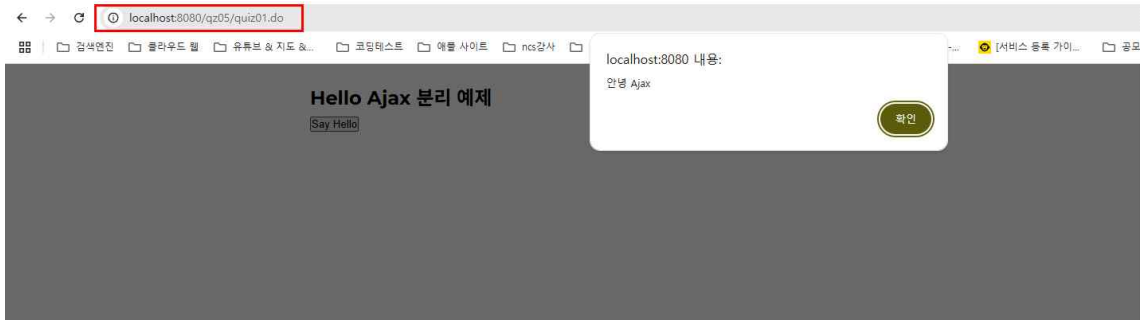 localhost:8080/qz05/quiz01.do
검색엔진 클라우드 웹 유튜브 & 지도 &... 코딩테스트 애플 사이트 ncs강사 [서비스 등록 가이... 공모
localhost:8080 내용:
안녕 Ajax
확인
Hello Ajax 분리 예제
Say Hello